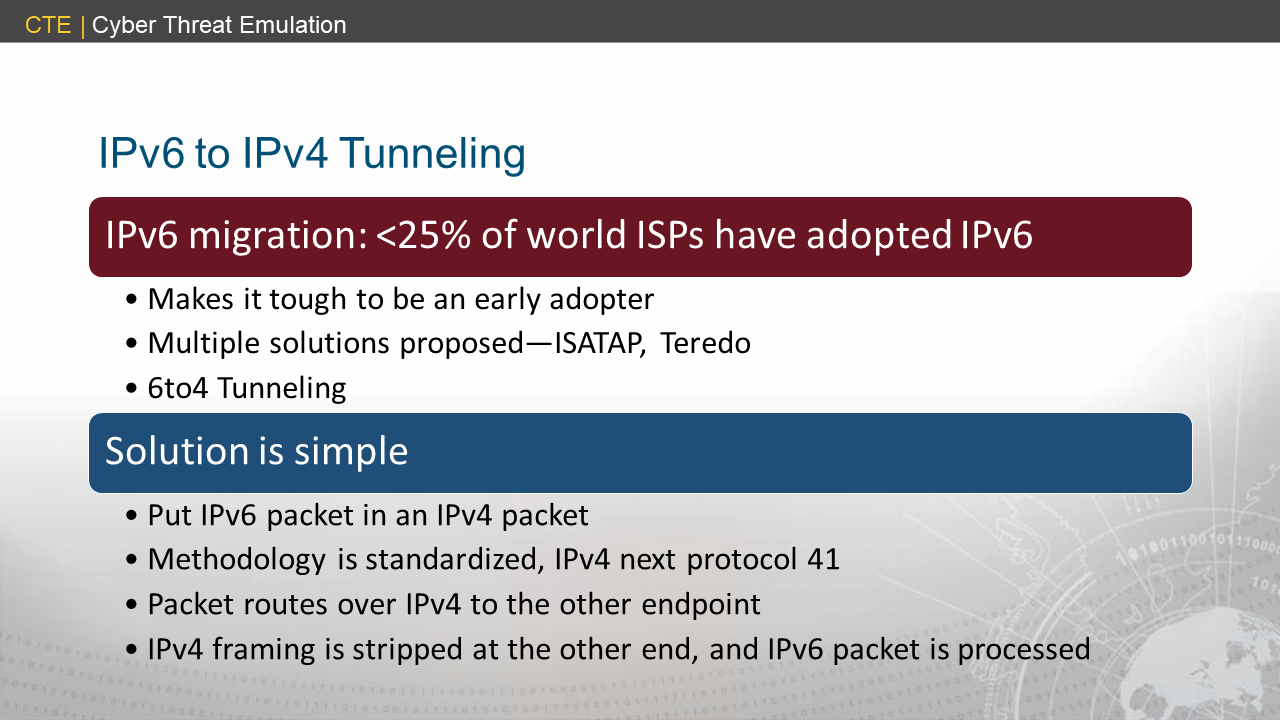 CTE | Cyber Threat Emulation
IPv6 to IPv4 Tunneling
IPv6 migration: <25% of world ISPs have adopted IPv6
• Makes it tough to be an early adopter
• Multiple solutions proposed—ISATAP, Teredo
• 6to4 Tunneling
Solution is simple
• Put IPv6 packet in an IPv4 packet
• Methodology is standardized, IPv4 next protocol 41
• Packet routes over IPv4 to the other endpoint
• IPv4 framing is stripped at the other end, and IPv6 packet is processed